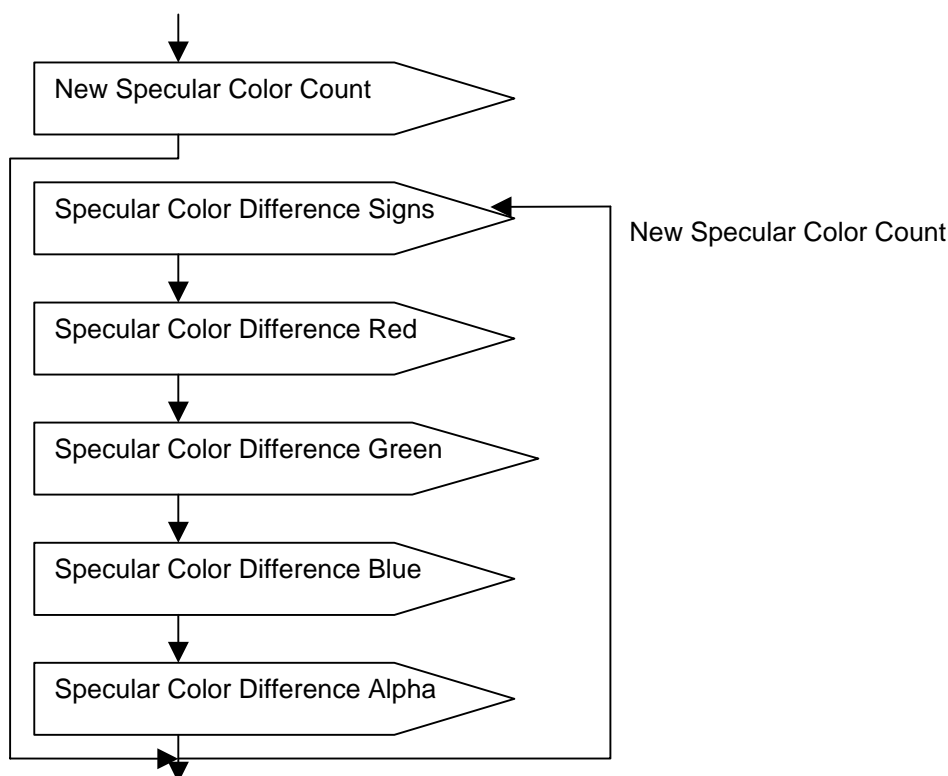 New Specular Color Count
Specular Color Difference Signs
New Specular Color Count
Specular Color Difference Red
Specular Color Difference Green
Specular Color Difference Blue
Specular Color Difference Alpha